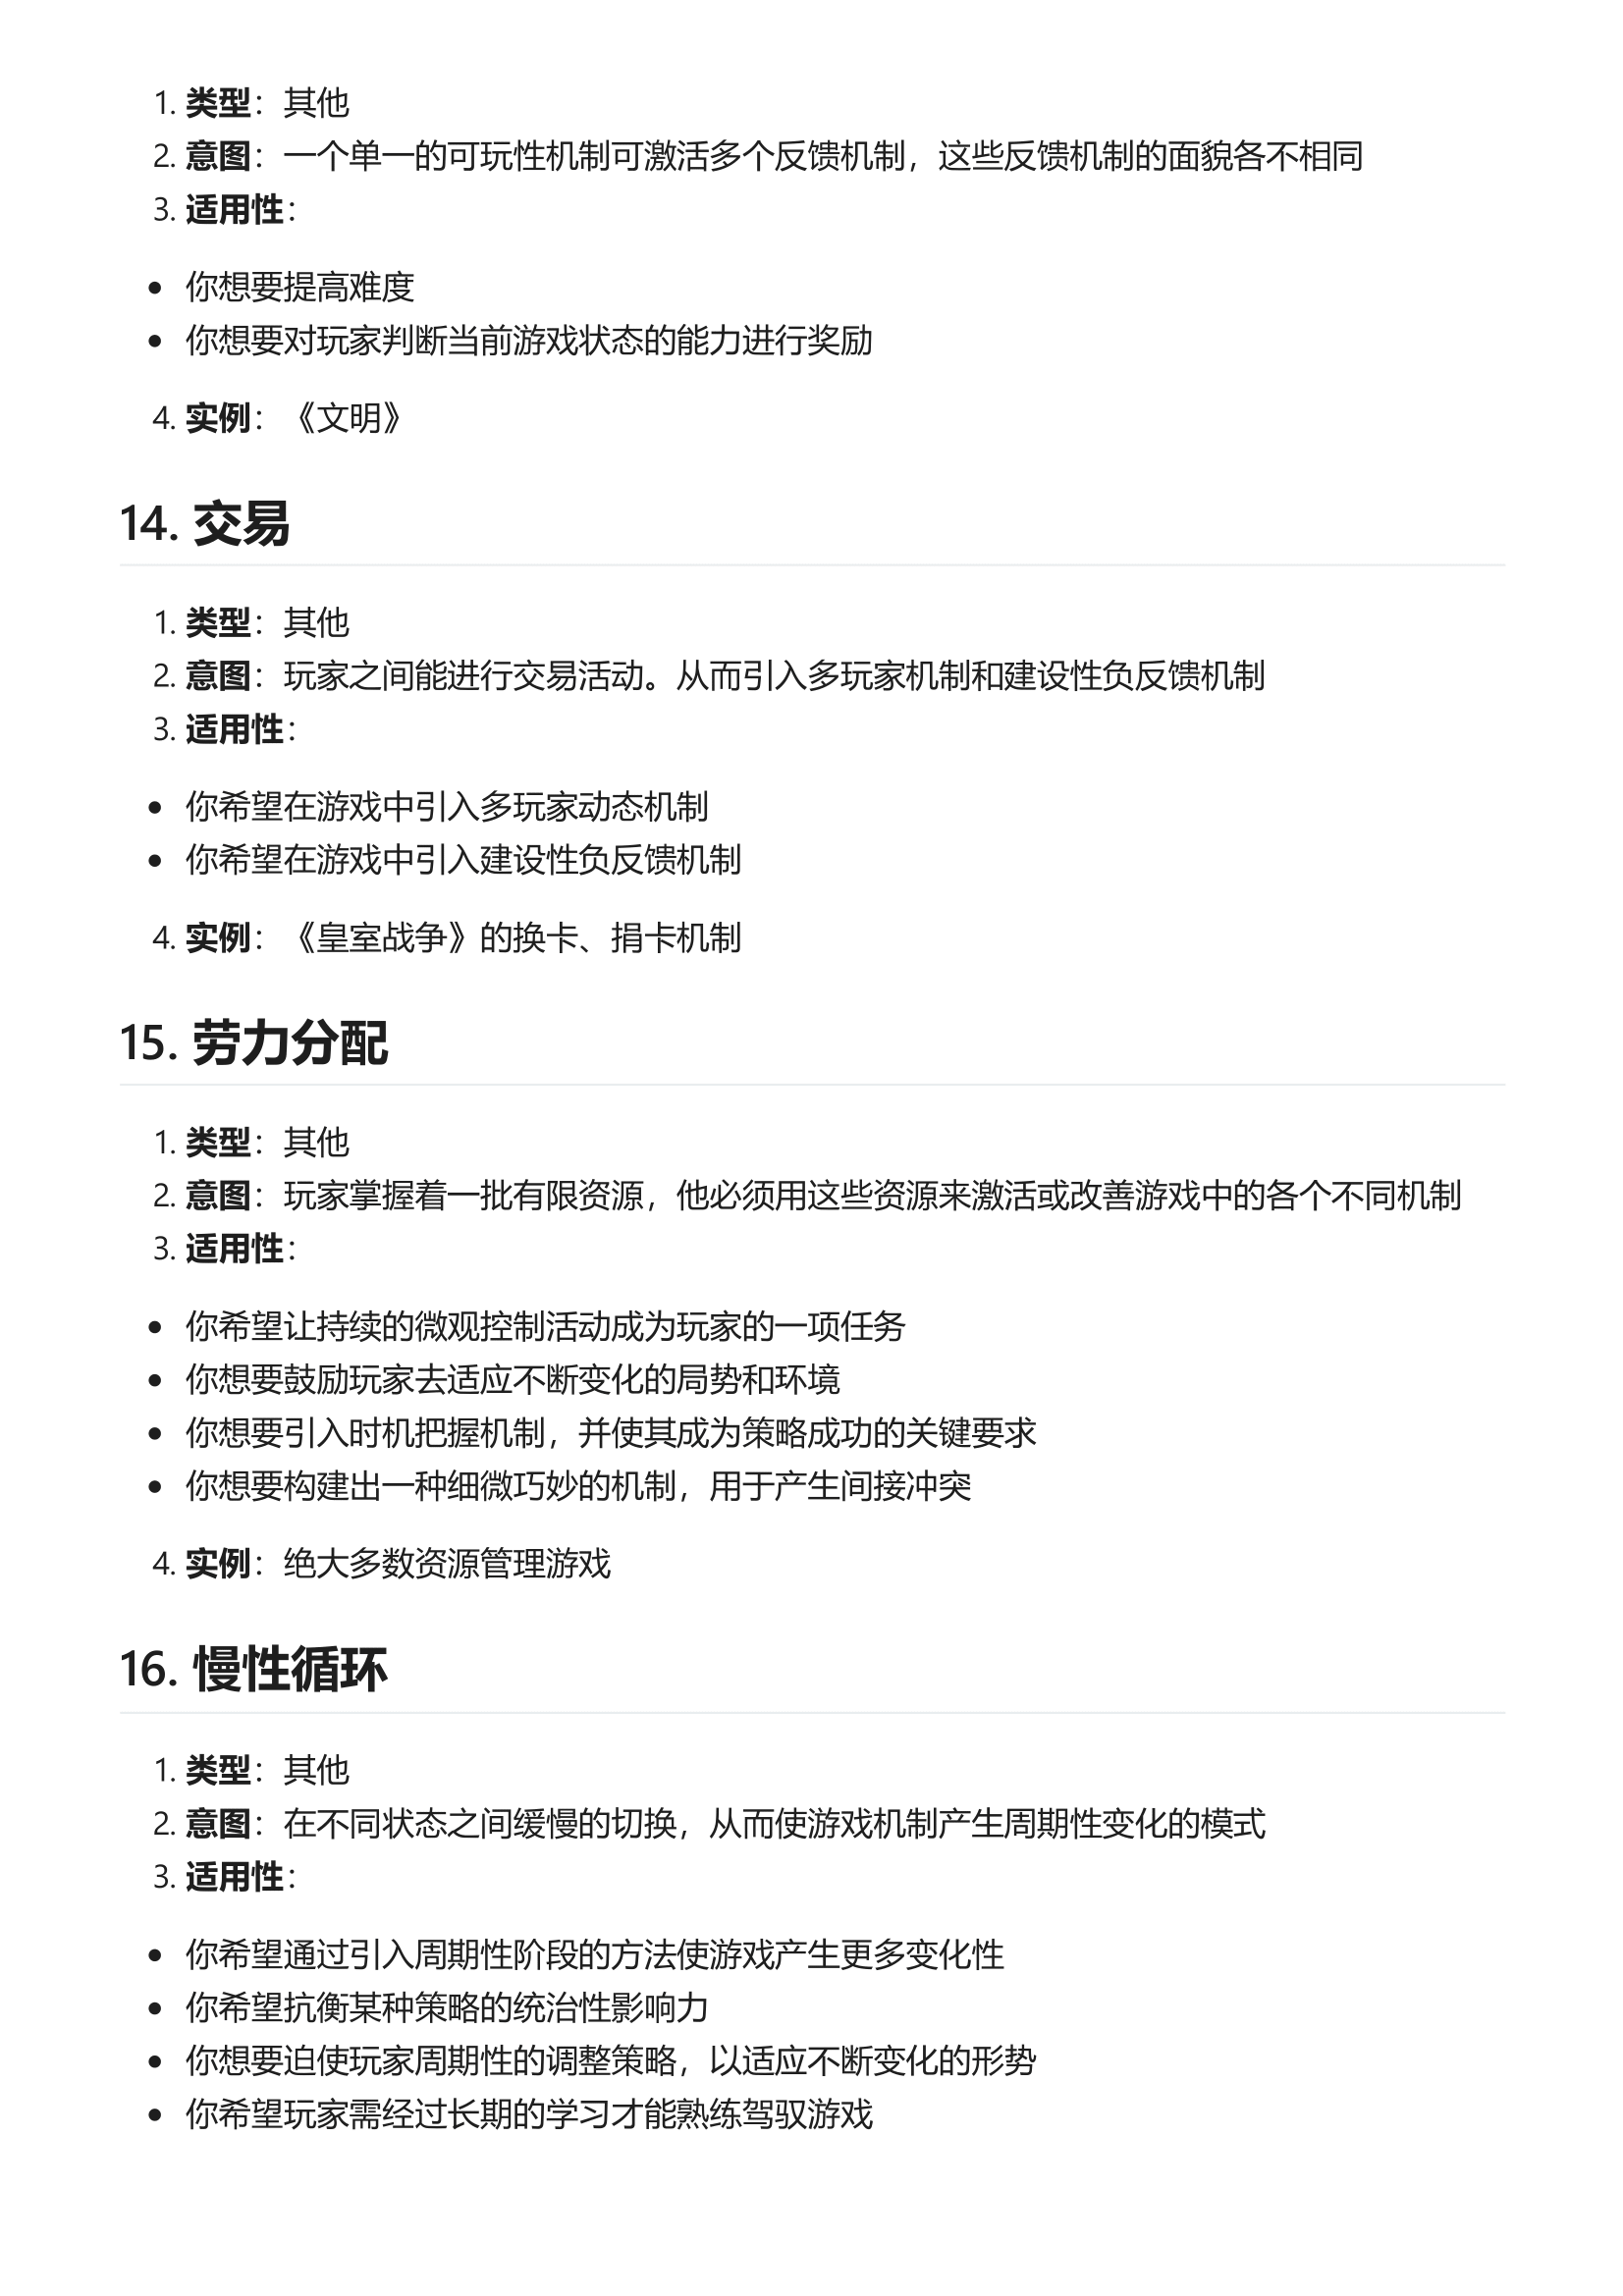 1. 类型：其他
2. 意图：一个单一的可玩性机制可激活多个反馈机制，这些反馈机制的面貌各不相同
3. 适用性：
• 你想要提高难度
• 你想要对玩家判断当前游戏状态的能力进行奖励
4. 实例：《文明》
14. 交易
1. 类型：其他
2. 意图：玩家之间能进行交易活动。从而引入多玩家机制和建设性负反馈机制
3. 适用性：
• 你希望在游戏中引入多玩家动态机制
• 你希望在游戏中引入建设性负反馈机制
4. 实例：《皇室战争》的换卡、捐卡机制
15. 劳力分配
1. 类型：其他
2. 意图：玩家掌握着一批有限资源，他必须用这些资源来激活或改善游戏中的各个不同机制
3. 适用性：
• 你希望让持续的微观控制活动成为玩家的一项任务
• 你想要鼓励玩家去适应不断变化的局势和环境
• 你想要引入时机把握机制，并使其成为策略成功的关键要求
• 你想要构建出一种细微巧妙的机制，用于产生间接冲突
4. 实例：绝大多数资源管理游戏
16. 慢性循环
1. 类型：其他
2. 意图：在不同状态之间缓慢的切换，从而使游戏机制产生周期性变化的模式
3. 适用性：
• 你希望通过引入周期性阶段的方法使游戏产生更多变化性
• 你希望抗衡某种策略的统治性影响力
• 你想要迫使玩家周期性的调整策略，以适应不断变化的形势
• 你希望玩家需经过长期的学习才能熟练驾驭游戏